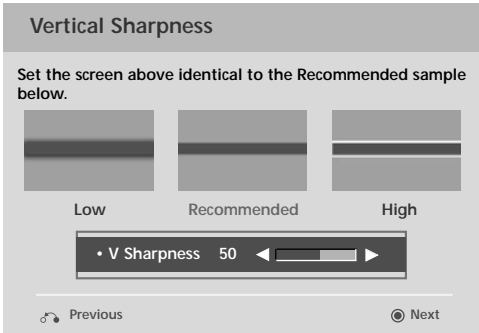 Vertical Sharpness
Set the screen above identical to the Recommended sample
below.
Low Recommended High
• V Sharpness 50
Previous Next